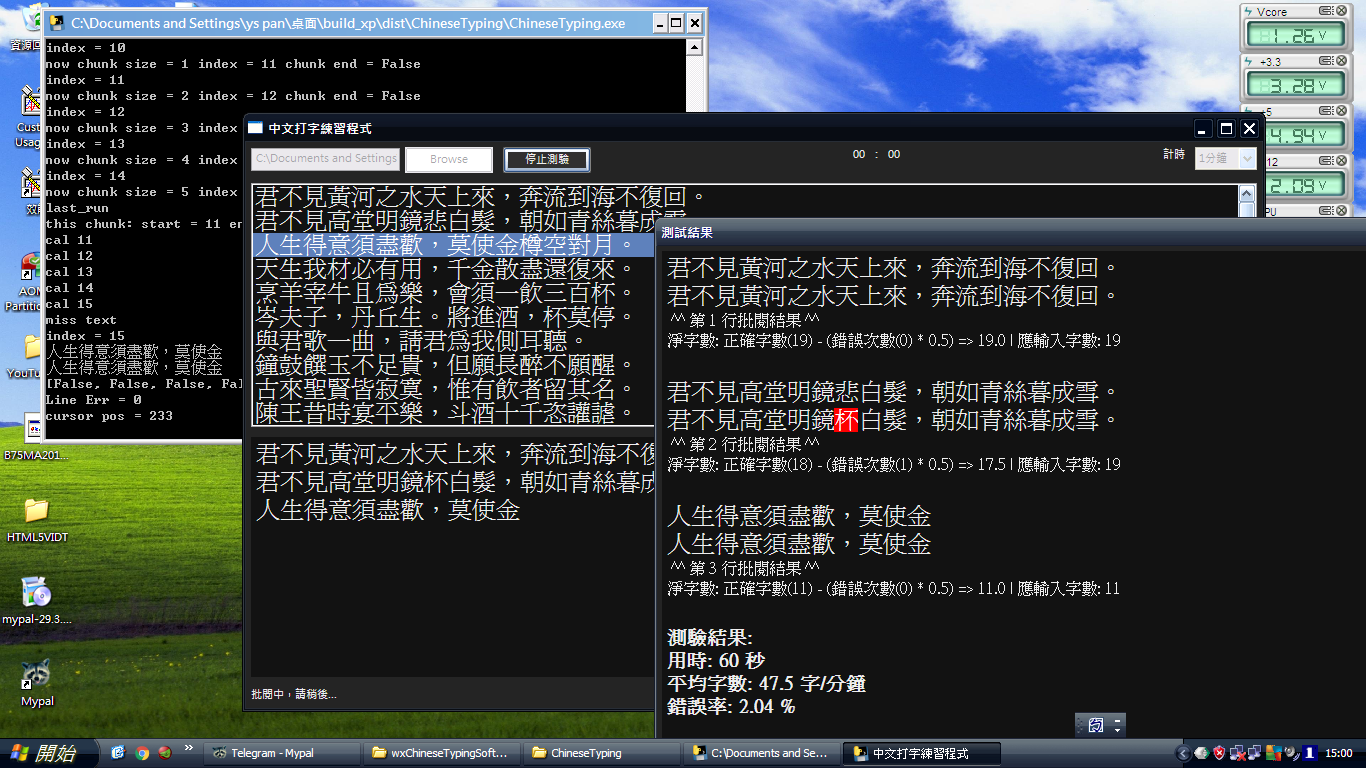 C:\Documents and Settings\ys pan\桌面\build_xp\dist\ChineseTyping\ChineseTyping.exe
index = 10
now chunk size = 1 index = 11 chunk end = False
index = 11
now chunk size = 2 index = 12 chunk end = False
index = 12
now chunk size = 3 index
index = 13
now chunk size = 4 index
index = 14
now chunk size = 5 index
last_run
this chunk: start = 11 en
cal 11
cal 12
cal 13
cal 14
cal 15
miss text
index = 15
人生得意須盡歡，莫使金
人生得意須盡歡，莫使金
[False, False, False, Fal
Line Err = 0
cursor pos = 233
中文打字練習程式
C:\Documents and Settings
Browse
停止測驗
00 : 00
計時
1分鐘
君不見黃河之水天上來，奔流到海不復回。
君不見高堂明鏡悲白髮，朝如青絲暮成雪
人生得意須盡歡，莫使金樽空對月。
天生我材必有用，千金散盡還復來。
烹羊宰牛且為樂，會須一飲三百杯。
岑夫子，丹丘生。將進酒，杯莫停。
與君歌一曲，請君為我側耳聽。
鐘鼓饌玉不足貴，但願長醉不願醒。
古來聖賢皆寂寞，惟有飲者留其名。
陳王昔時宴平樂，斗酒十千恣讙謔。
君不見黃河之水天上來，奔流到海不復
君不見高堂明鏡杯白髮，朝如青絲暮成
人生得意須盡歡，莫使金
批閱中，請稍後...
測試結果
君不見黃河之水天上來，奔流到海不復回。
君不見黃河之水天上來，奔流到海不復回。
^^ 第 1 行批閱結果 ^^
淨字數: 正確字數(19) - (錯誤次數(0) * 0.5) => 19.0 | 應輸入字數: 19
君不見高堂明鏡悲白髮，朝如青絲暮成雪。
君不見高堂明鏡杯白髮，朝如青絲暮成雪。
^^ 第 2 行批閱結果 ^^
淨字數: 正確字數(18) - (錯誤次數(1) * 0.5) => 17.5 | 應輸入字數: 19
人生得意須盡歡，莫使金
人生得意須盡歡，莫使金
^^ 第 3 行批閱結果 ^^
淨字數: 正確字數(11) - (錯誤次數(0) * 0.5) => 11.0 | 應輸入字數: 11
測驗結果:
用時: 60 秒
平均字數: 47.5 字/分鐘
錯誤率: 2.04 %
Vcore
1.26 V
+3.3
3.28 V
+5
4.94 V
12
2.09 V
PU
資源回
Cust
Usag
效能
AOM
Partitio
YouTu
B75MA201...
HTML5VIDT
mypal-29.3....
Mypal
開始
Telegram - Mypal
wxChineseTypingSoft...
ChineseTyping
C:\Documents and Se...
中文打字練習程式
15:00